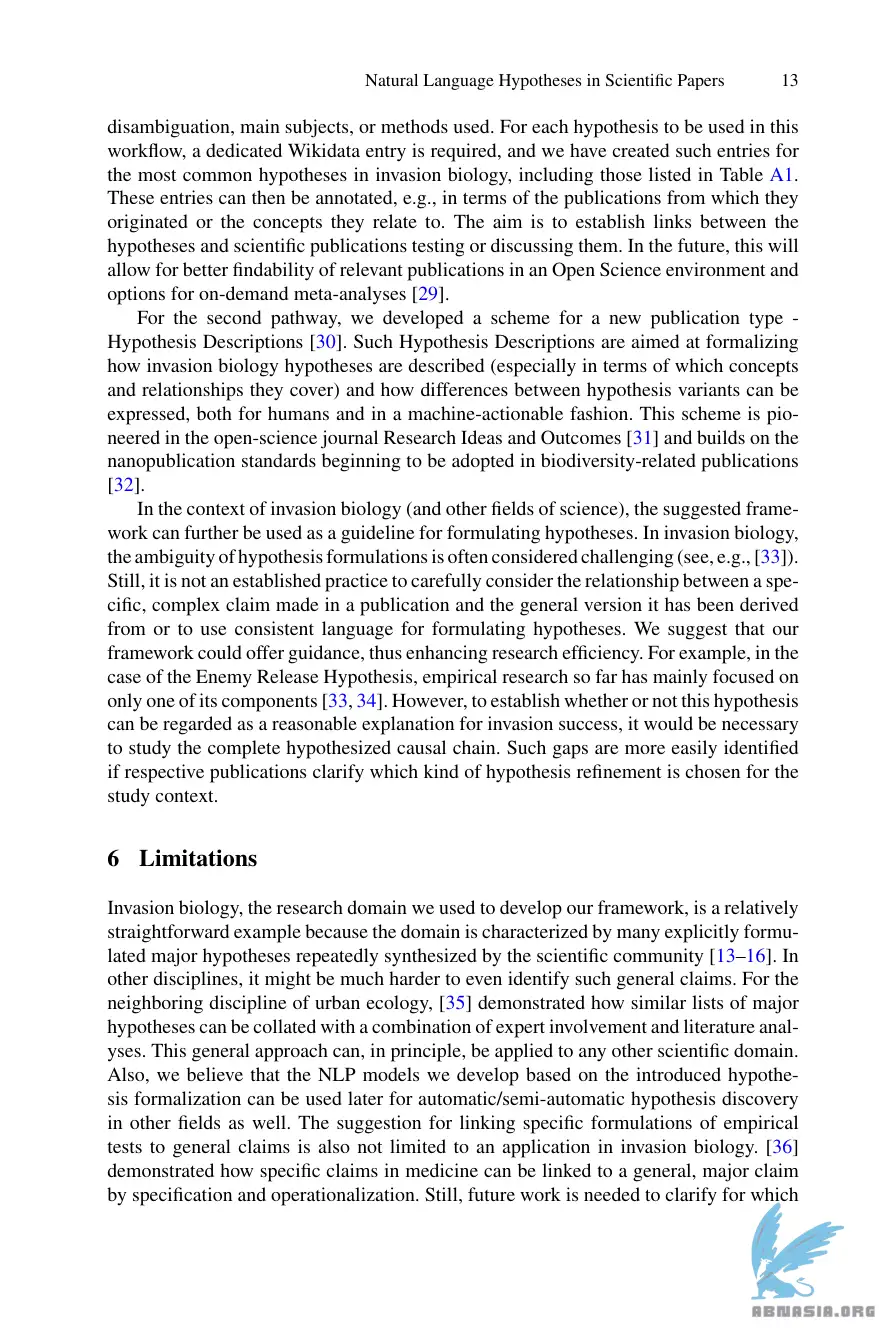 Natural Language Hypotheses in Scientific Papers 13
disambiguation, main subjects, or methods used. For each hypothesis to be used in this
workflow, a dedicated Wikidata entry is required, and we have created such entries for
the most common hypotheses in invasion biology, including those listed in Table A1.
These entries can then be annotated, e.g., in terms of the publications from which they
originated or the concepts they relate to. The aim is to establish links between the
hypotheses and scientific publications testing or discussing them. In the future, this will
allow for better findability of relevant publications in an Open Science environment and
options for on-demand meta-analyses [29].
For the second pathway, we developed a scheme for a new publication type -
Hypothesis Descriptions [30]. Such Hypothesis Descriptions are aimed at formalizing
how invasion biology hypotheses are described (especially in terms of which concepts
and relationships they cover) and how differences between hypothesis variants can be
expressed, both for humans and in a machine-actionable fashion. This scheme is pio-
neered in the open-science journal Research Ideas and Outcomes [31] and builds on the
nanopublication standards beginning to be adopted in biodiversity-related publications
[32].
In the context of invasion biology (and other fields of science), the suggested frame-
work can further be used as a guideline for formulating hypotheses. In invasion biology,
the ambiguity of hypothesis formulations is often considered challenging (see, e.g., [33]).
Still, it is not an established practice to carefully consider the relationship between a spe-
cific, complex claim made in a publication and the general version it has been derived
from or to use consistent language for formulating hypotheses. We suggest that our
framework could offer guidance, thus enhancing research efficiency. For example, in the
case of the Enemy Release Hypothesis, empirical research so far has mainly focused on
only one of its components [33, 34]. However, to establish whether or not this hypothesis
can be regarded as a reasonable explanation for invasion success, it would be necessary
to study the complete hypothesized causal chain. Such gaps are more easily identified
if respective publications clarify which kind of hypothesis refinement is chosen for the
study context.
6 Limitations
Invasion biology, the research domain we used to develop our framework, is a relatively
straightforward example because the domain is characterized by many explicitly formu-
lated major hypotheses repeatedly synthesized by the scientific community [13–16]. In
other disciplines, it might be much harder to even identify such general claims. For the
neighboring discipline of urban ecology, [35] demonstrated how similar lists of major
hypotheses can be collated with a combination of expert involvement and literature anal-
yses. This general approach can, in principle, be applied to any other scientific domain.
Also, we believe that the NLP models we develop based on the introduced hypothe-
sis formalization can be used later for automatic/semi-automatic hypothesis discovery
in other fields as well. The suggestion for linking specific formulations of empirical
tests to general claims is also not limited to an application in invasion biology. [36]
demonstrated how specific claims in medicine can be linked to a general, major claim
by specification and operationalization. Still, future work is needed to clarify for which
ABNASIA.ORG